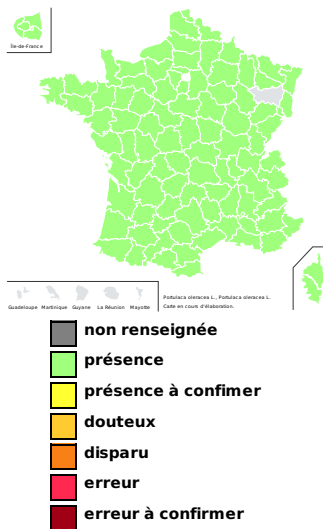 Île-de-France
Guadeloupe Martinique Guyane La Réunion Mayotte
Portulaca oleracea L., Portulaca oleracea L.
Carte en cours d'élaboration.
non renseignée
présence
présence à confimer
douteux
disparu
erreur
erreur à confirmer